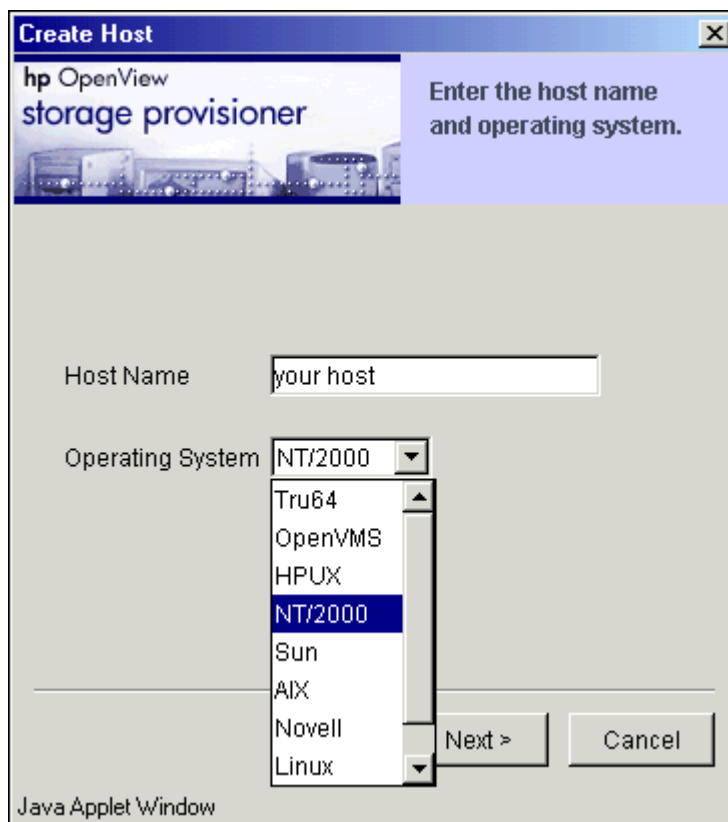 Create Host
hp OpenView
storage provisioner
Enter the host name
and operating system.
Host Name
your host
Operating System
NT/2000
Tru64
OpenVMS
HPUX
NT/2000
Sun
AIX
Novell
Linux
Next >
Cancel
Java Applet Window